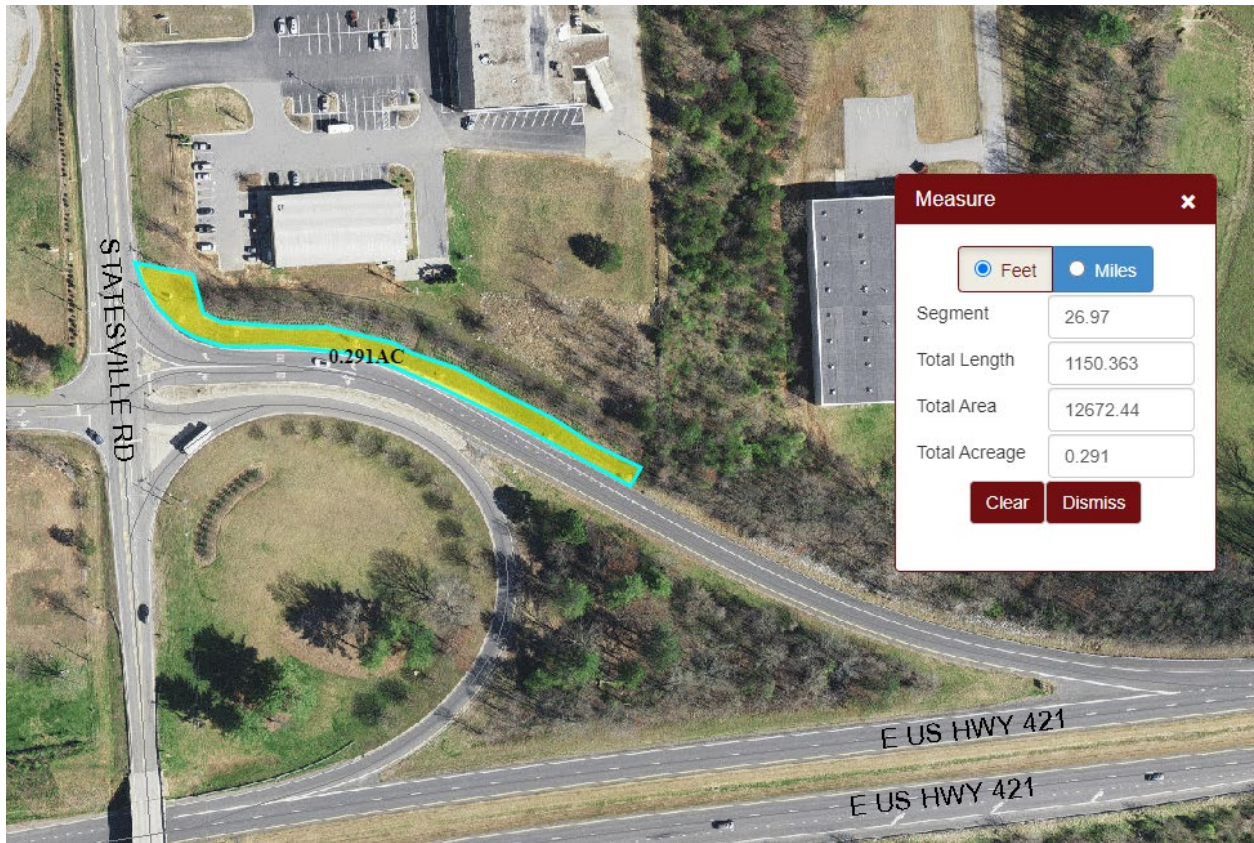 STATESVILLE RD
0.291AC
E US HWY 421
E US HWY 421
Measure ×
Feet Miles
Segment 26.97
Total Length 1150.363
Total Area 12672.44
Total Acreage 0.291
Clear Dismiss